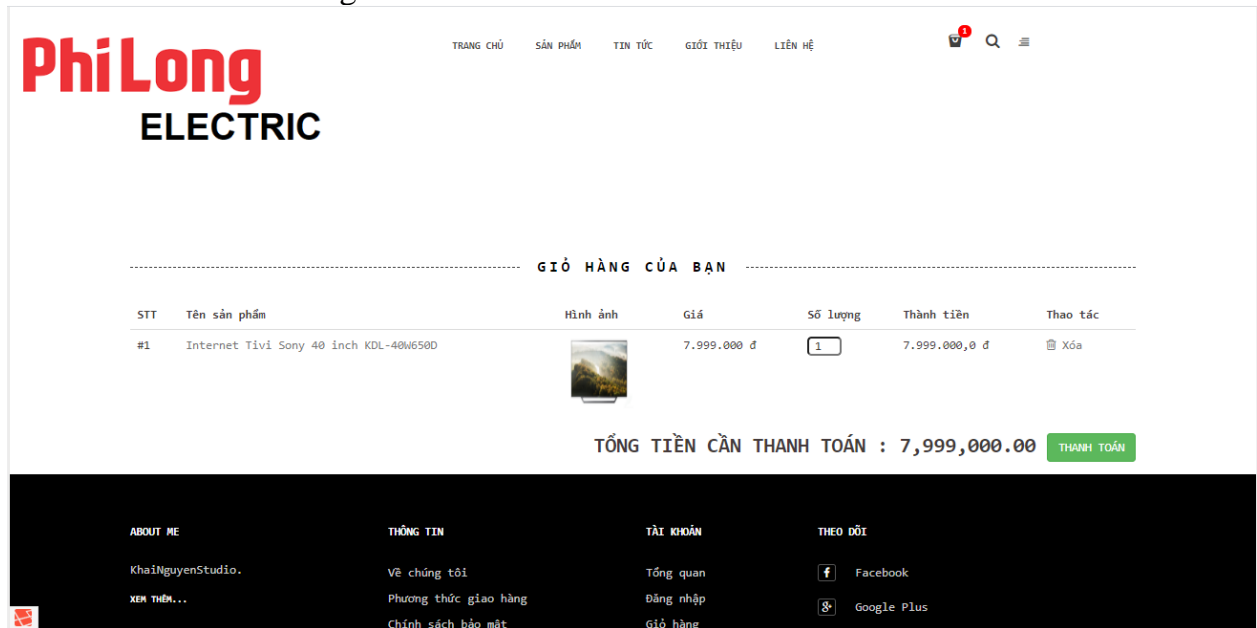 PhiLong
ELECTRIC
TRANG CHỦ SẢN PHẨM TIN TỨC GIỚI THIỆU LIÊN HỆ 1
GIỎ HÀNG CỦA BẠN
STT Tên sản phẩm Hình ảnh Giá Số lượng Thành tiền Thao tác
#1 Internet Tivi Sony 40 inch KDL-40W650D 7.999.000 đ 1 7.999.000,0 đ Xóa
TỔNG TIỀN CẦN THANH TOÁN : 7,999,000.00 THANH TOÁN
ABOUT ME THÔNG TIN TÀI KHOẢN THEO DÕI
KhaiNguyenStudio. Về chúng tôi Tổng quan Facebook
XEM THÊM... Phương thức giao hàng Đăng nhập Google Plus
Chính sách bảo mật Giỏ hàng